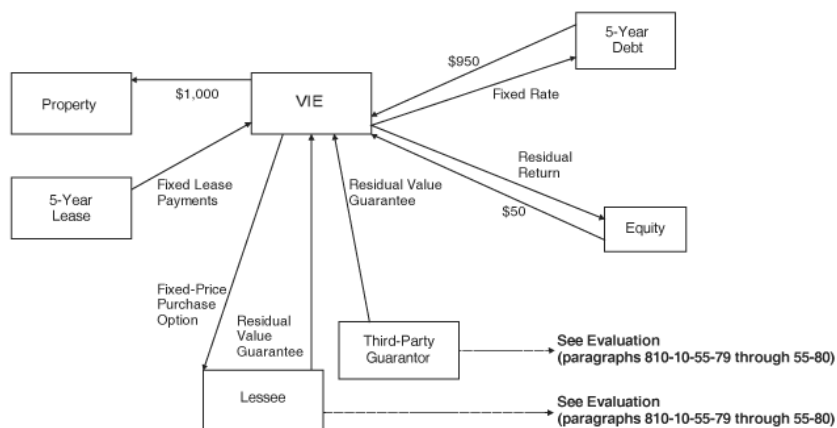 5-Year
Debt
$950
Property
$1,000
VIE
Fixed Rate
Residual
Return
5-Year
Lease
Fixed Lease
Payments
Residual Value
Guarantee
$50
Equity
Fixed-Price
Purchase
Option
Residual
Value
Guarantee
Third-Party
Guarantor
See Evaluation
(paragraphs 810-10-55-79 through 55-80)
Lessee
See Evaluation
(paragraphs 810-10-55-79 through 55-80)